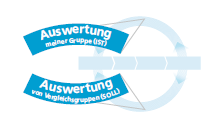 Auswertung
meiner Gruppe (IST)
Auswertung
von Vergleichsgruppen (SOLL)